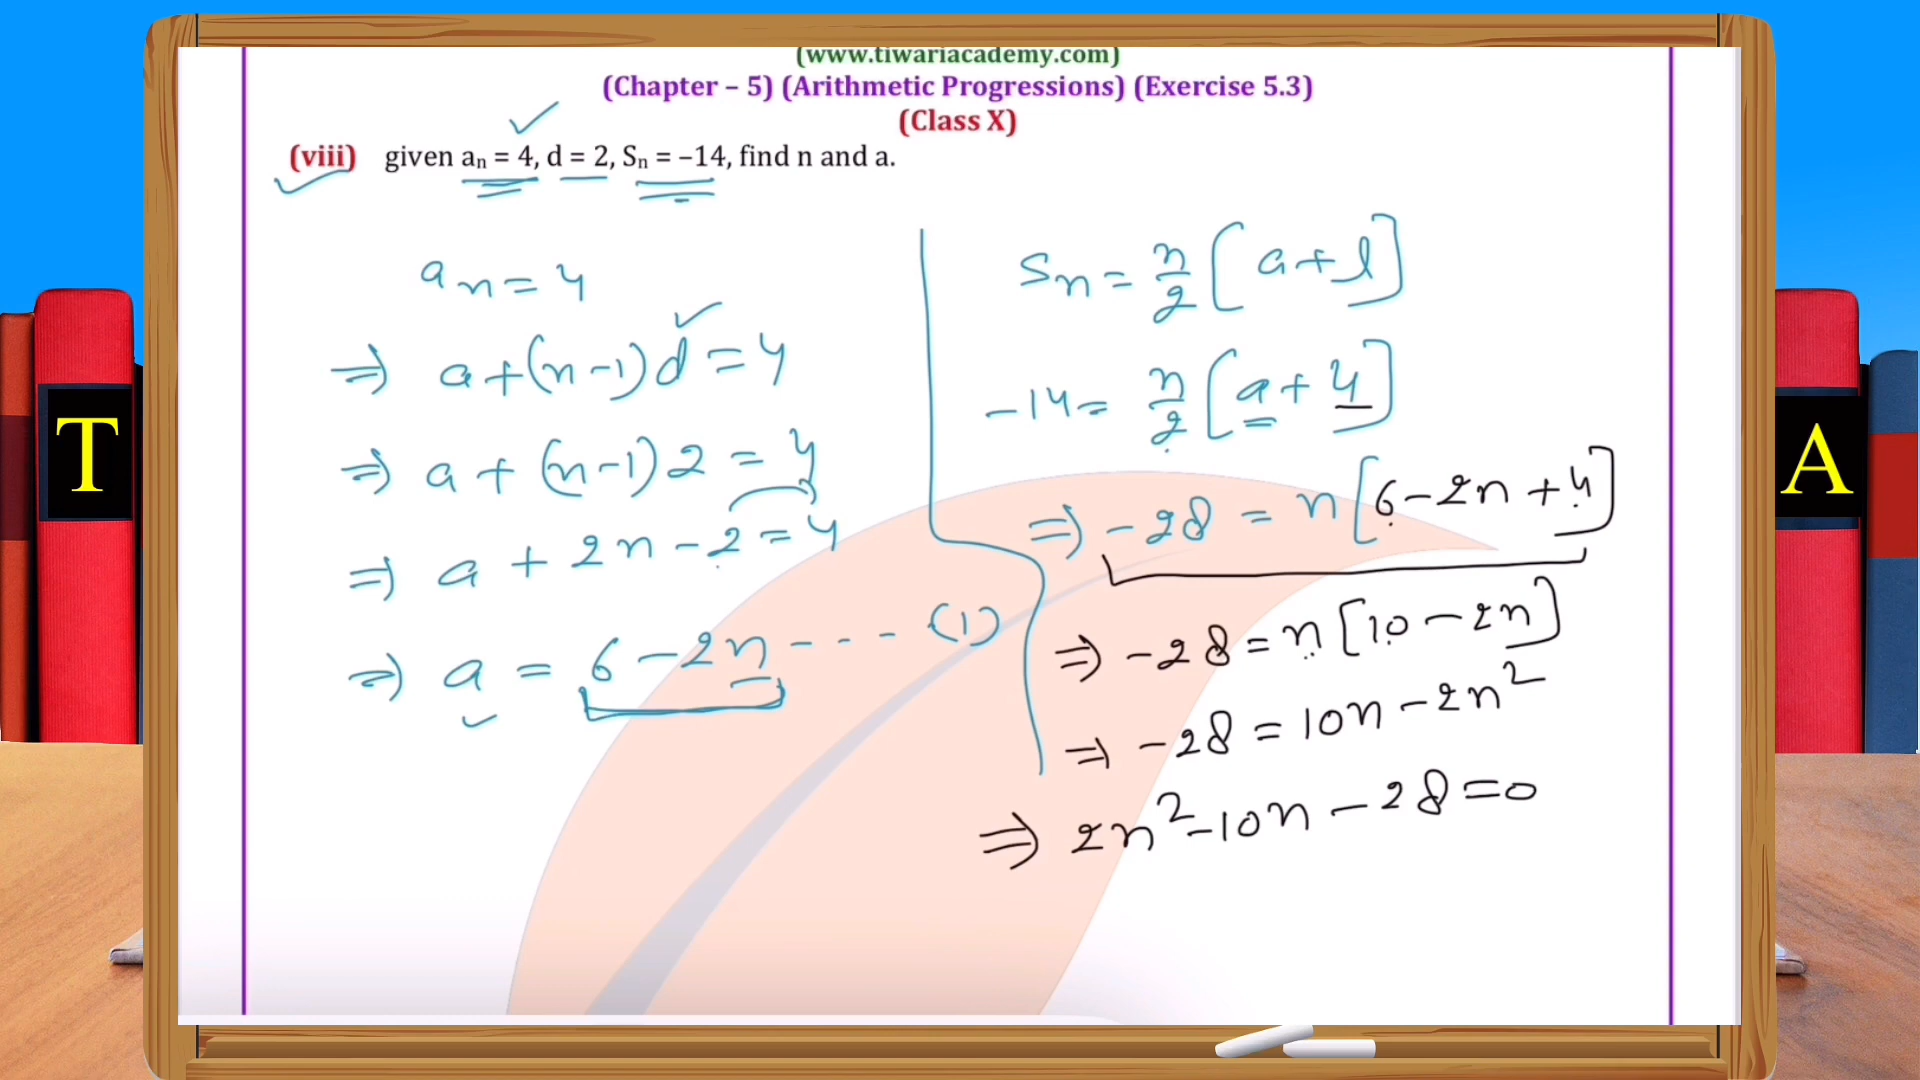 (www.tiwariacademy.com)
(Chapter – 5) (Arithmetic Progressions) (Exercise 5.3)
(Class X)
(viii) given aₙ = 4, d = 2, Sₙ = –14, find n and a.
aₙ = 4
⇒ a+(n-1)d = 4
⇒ a + (n-1)2 = 4
⇒ a + 2n - 2 = 4
⇒ a = 6 - 2n --- (1)
Sₙ = n/2 [a+l]
-14 = n/2 [a+4]
⇒ -28 = n[6-2n+4]
⇒ -28 = n[10-2n]
⇒ -28 = 10n - 2n²
⇒ 2n² - 10n - 28 = 0
T
A